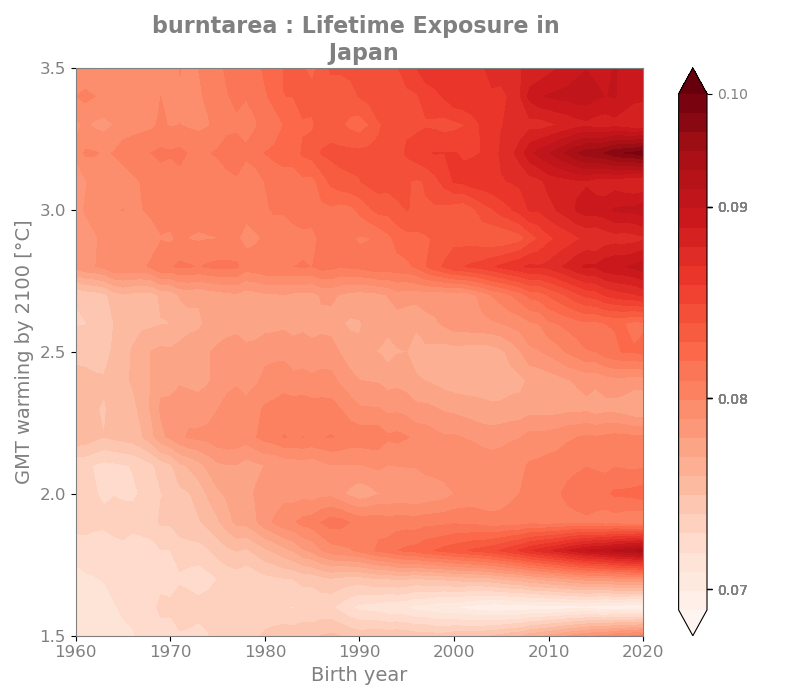 burntarea : Lifetime Exposure in
Japan
3.5
3.0
2.5
2.0
1.5
GMT warming by 2100 [°C]
1960 1970 1980 1990 2000 2010 2020
Birth year
0.10
0.09
0.08
0.07